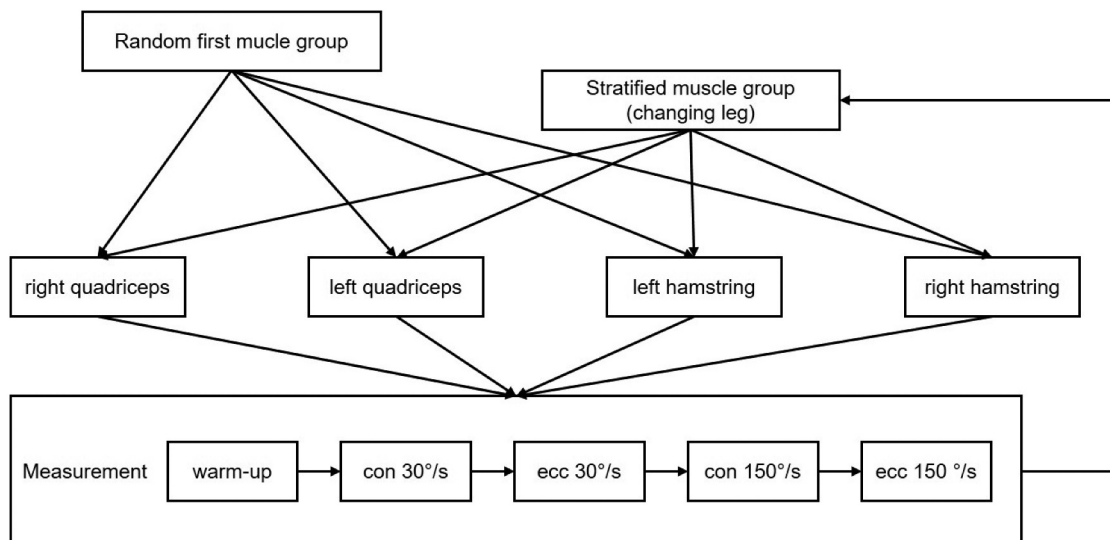 Random first mucle group
Stratified muscle group
(changing leg)
right quadriceps
left quadriceps
left hamstring
right hamstring
Measurement
warm-up
con 30°/s
ecc 30°/s
con 150°/s
ecc 150 °/s